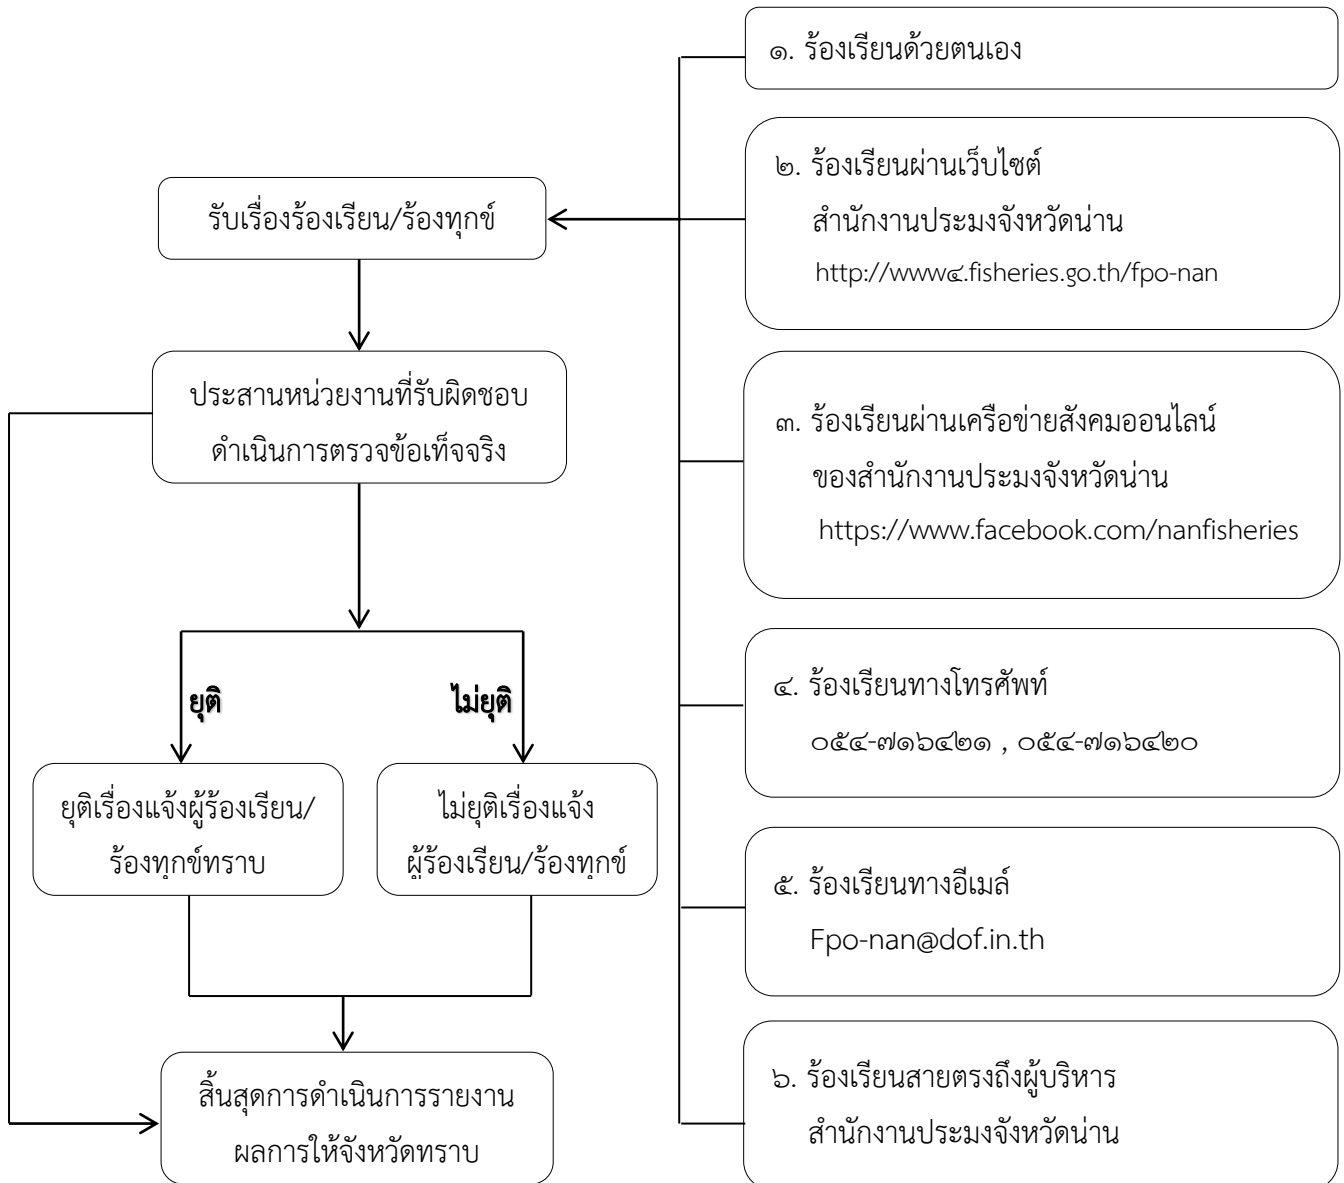 ๑. ร้องเรียนด้วยตนเอง
๒. ร้องเรียนผ่านเว็บไซต์
สำนักงานประมงจังหวัดน่าน
http://www๔.fisheries.go.th/fpo-nan
๓. ร้องเรียนผ่านเครือข่ายสังคมออนไลน์
ของสำนักงานประมงจังหวัดน่าน
https://www.facebook.com/nanfisheries
๔. ร้องเรียนทางโทรศัพท์
๐๕๔-๗๑๖๔๒๑ , ๐๕๔-๗๑๖๔๒๐
๕. ร้องเรียนทางอีเมล์
Fpo-nan@dof.in.th
๖. ร้องเรียนสายตรงถึงผู้บริหาร
สำนักงานประมงจังหวัดน่าน
รับเรื่องร้องเรียน/ร้องทุกข์
ประสานหน่วยงานที่รับผิดชอบ
ดำเนินการตรวจข้อเท็จจริง
ยุติ
ไม่ยุติ
ยุติเรื่องแจ้งผู้ร้องเรียน/
ร้องทุกข์ทราบ
ไม่ยุติเรื่องแจ้ง
ผู้ร้องเรียน/ร้องทุกข์
สิ้นสุดการดำเนินการรายงาน
ผลการให้จังหวัดทราบ